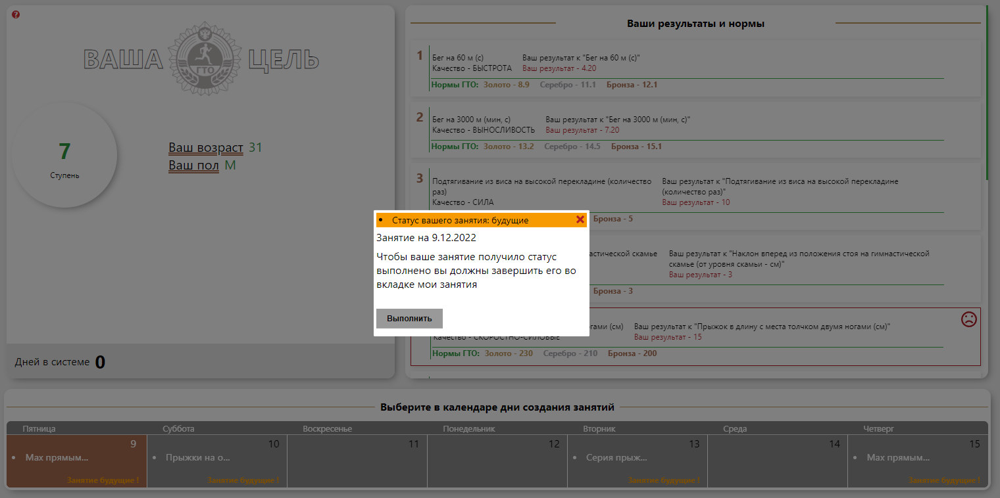 ВАША ГТО ЦЕЛЬ
7
Ступень
Ваш возраст 31
Ваш пол М
Дней в системе 0
Ваши результаты и нормы
1
Бег на 60 м (с)
Качество - БЫСТРОТА
Ваш результат к "Бег на 60 м (с)"
Ваш результат - 4.20
Нормы ГТО: Золото - 8.9 Серебро - 11.1 Бронза - 12.1
2
Бег на 3000 м (мин, с)
Качество - ВЫНОСЛИВОСТЬ
Ваш результат к "Бег на 3000 м (мин, с)"
Ваш результат - 7.20
Нормы ГТО: Золото - 13.2 Серебро - 14.5 Бронза - 15.1
3
Подтягивание из виса на высокой перекладине (количество
раз)
Качество - СИЛА
Ваш результат к "Подтягивание из виса на высокой перекладине
(количество раз)"
Ваш результат - 10
Бронза - 5
скамье
Ваш результат к "Наклон вперед из положения стоя на гимнастической
скамье (от уровня скамьи - см)"
Ваш результат - 3
Бронза - 3
(см)
Качество - СКОРОСТНО-СИЛОВЫЕ
Ваш результат к "Прыжок в длину с места толчком двумя ногами (см)"
Ваш результат - 15
Нормы ГТО: Золото - 230 Серебро - 210 Бронза - 200
Статус вашего занятия: будущие
Занятие на 9.12.2022
Чтобы ваше занятие получило статус
выполнено вы должны завершить его во
вкладке мои занятия
Выполнить
Выберите в календаре дни создания занятий
Пятница Суббота Воскресенье Понедельник Вторник Среда Четверг
9 10 11 12 13 14 15
Мах прямым... Прыжки на о... Серия прыж... Мах прямым...
Занятие будущие ! Занятие будущие ! Занятие будущие ! Занятие будущие !